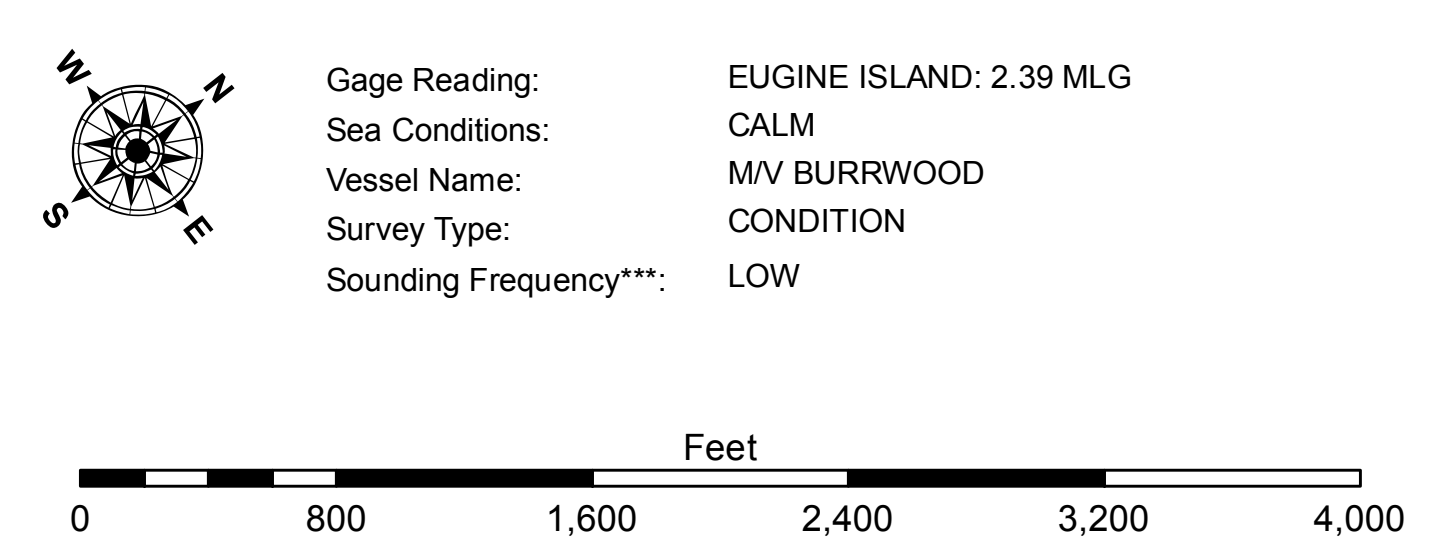 W
N
S
E
Gage Reading: EUGINE ISLAND: 2.39 MLG
Sea Conditions: CALM
Vessel Name: M/V BURRWOOD
Survey Type: CONDITION
Sounding Frequency***: LOW
Feet
0 800 1,600 2,400 3,200 4,000